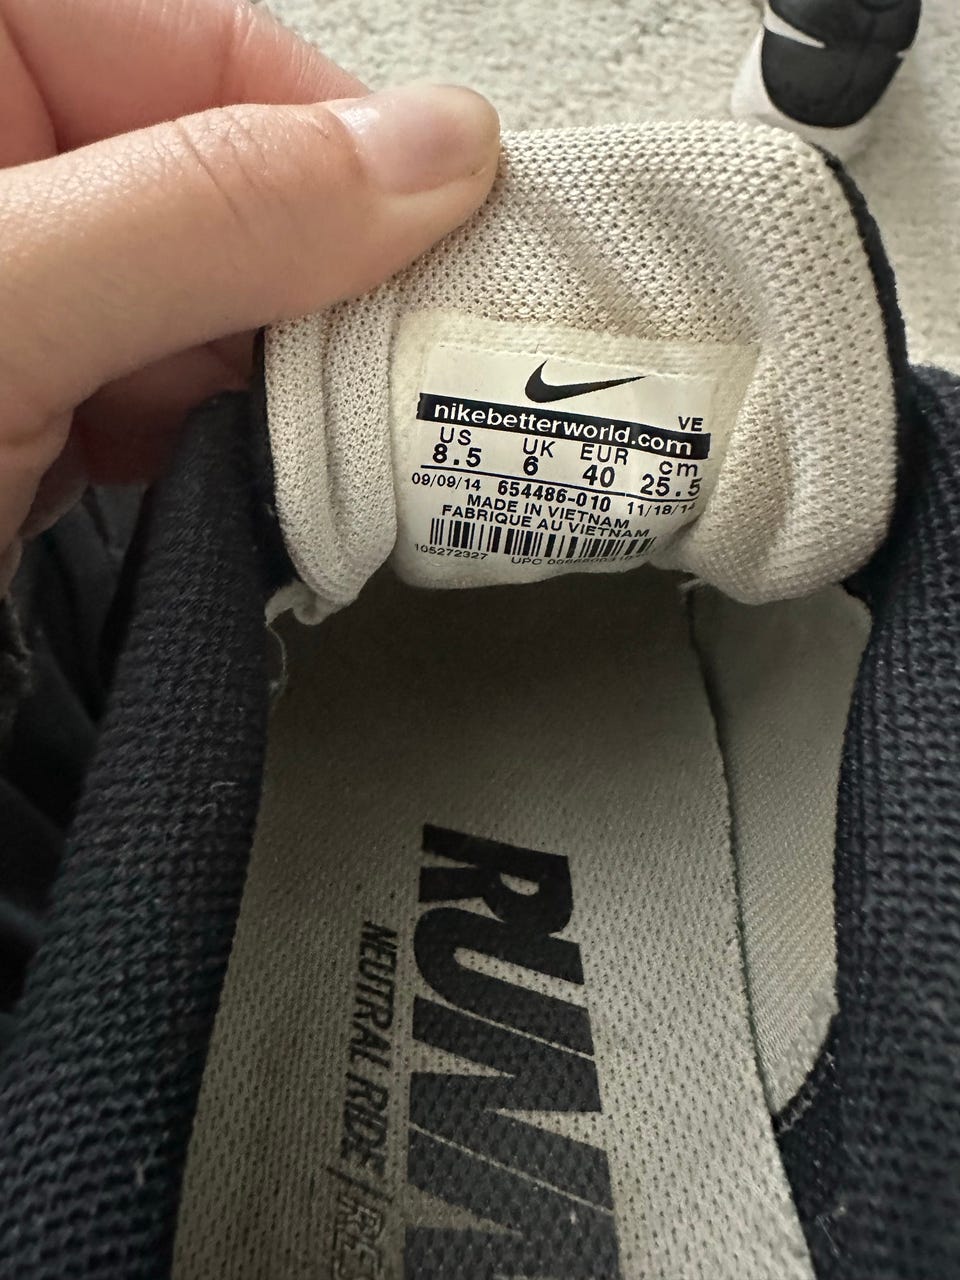 VE
nikebetterworld.com
US UK EUR cm
8.5 6 40 25.5
09/09/14 654486-010 11/18/14
MADE IN VIETNAM
FABRIQUE AU VIETNAM
105272327 UPC
RUN
NEUTRAL RIDE /